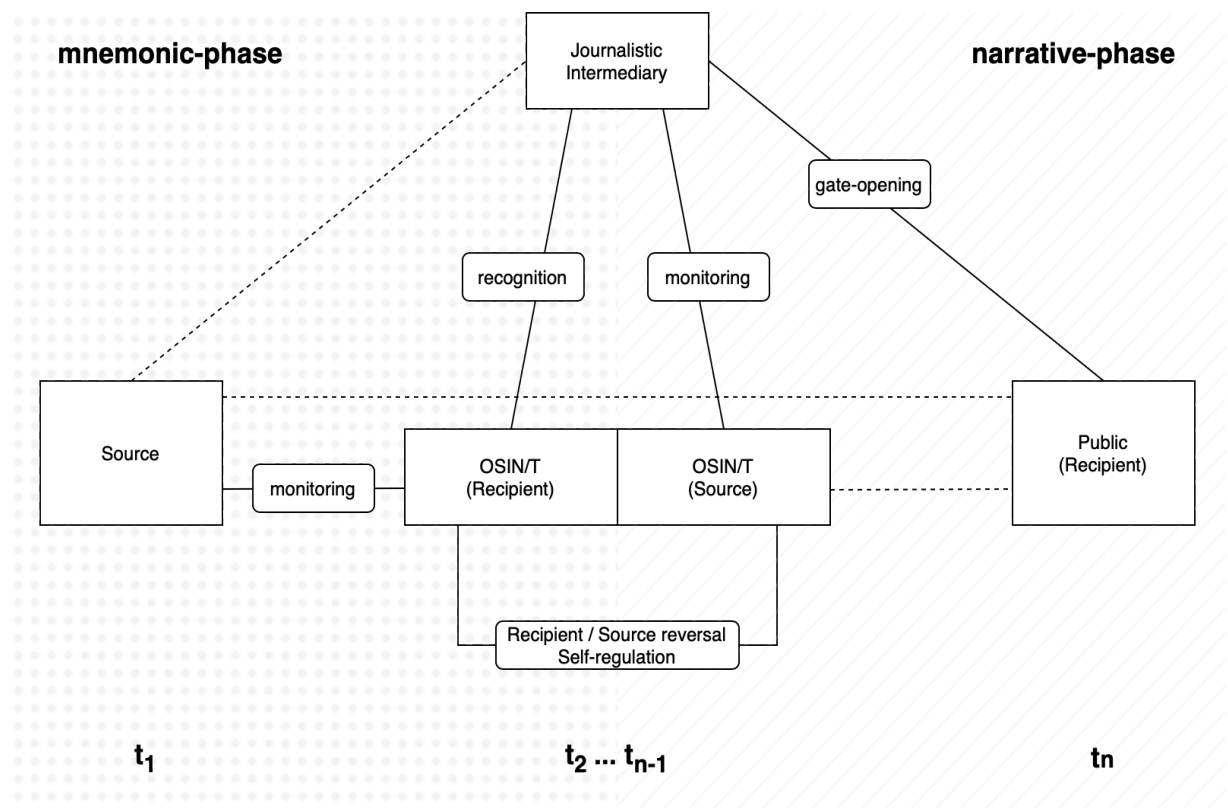 mnemonic-phase
Journalistic
Intermediary
narrative-phase
gate-opening
recognition
monitoring
Source
monitoring
OSIN/T
(Recipient)
OSIN/T
(Source)
Public
(Recipient)
Recipient / Source reversal
Self-regulation
t1
t2 ... tn-1
tn